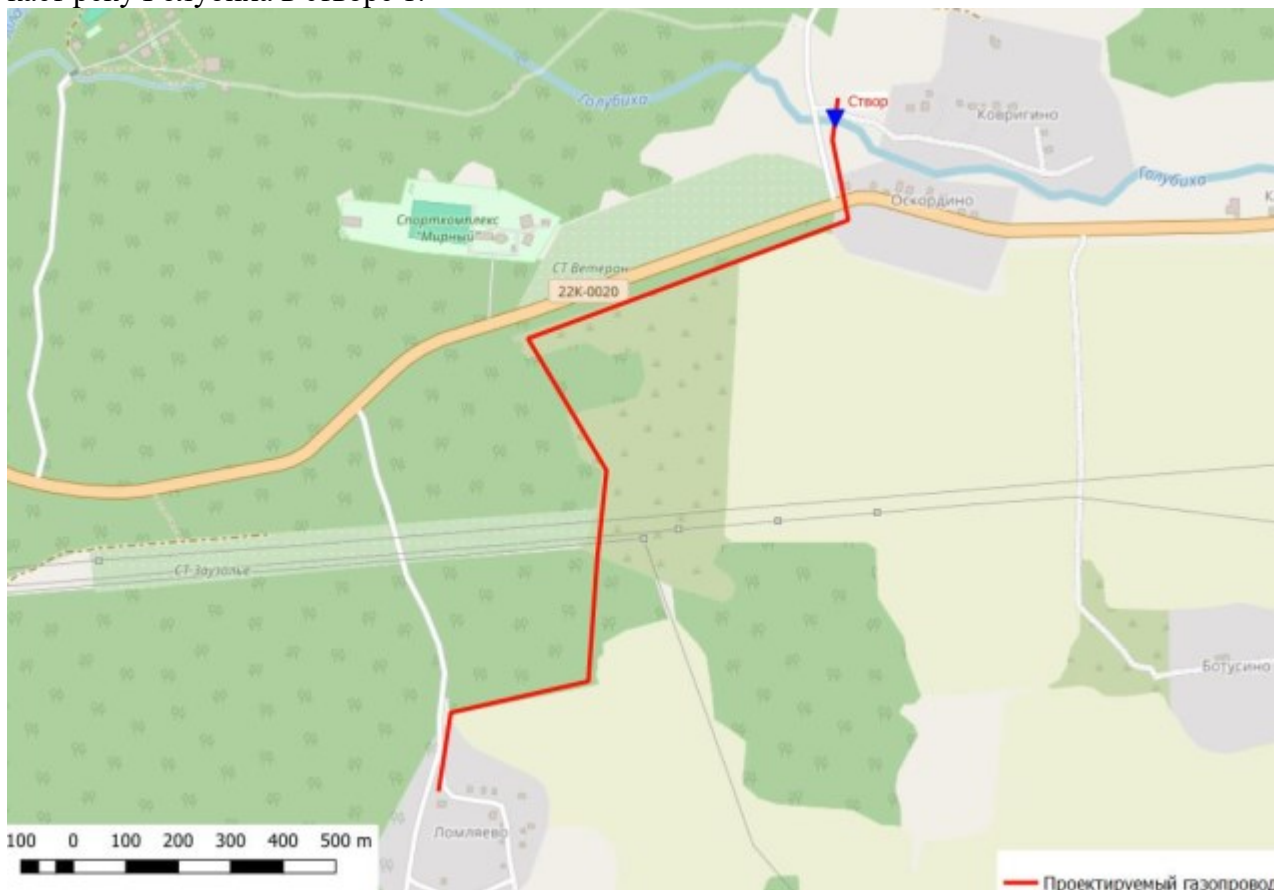 Голубиха
Створ
Ковригино
Голубиха
Оскордино
Спорткомплекс
"Мирный"
СТ Ветеран
22К-0020
СТ Заузолье
Ботусино
Ломляево
100 0 100 200 300 400 500 m
Проектируемый газопровод